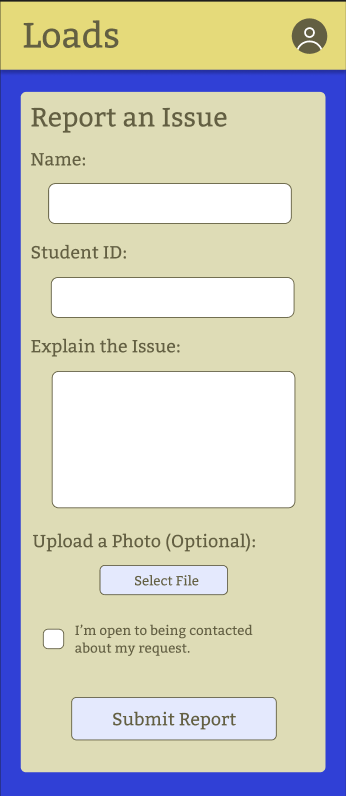 Loads
Report an Issue
Name:
Student ID:
Explain the Issue:
Upload a Photo (Optional):
Select File
I'm open to being contacted
about my request.
Submit Report